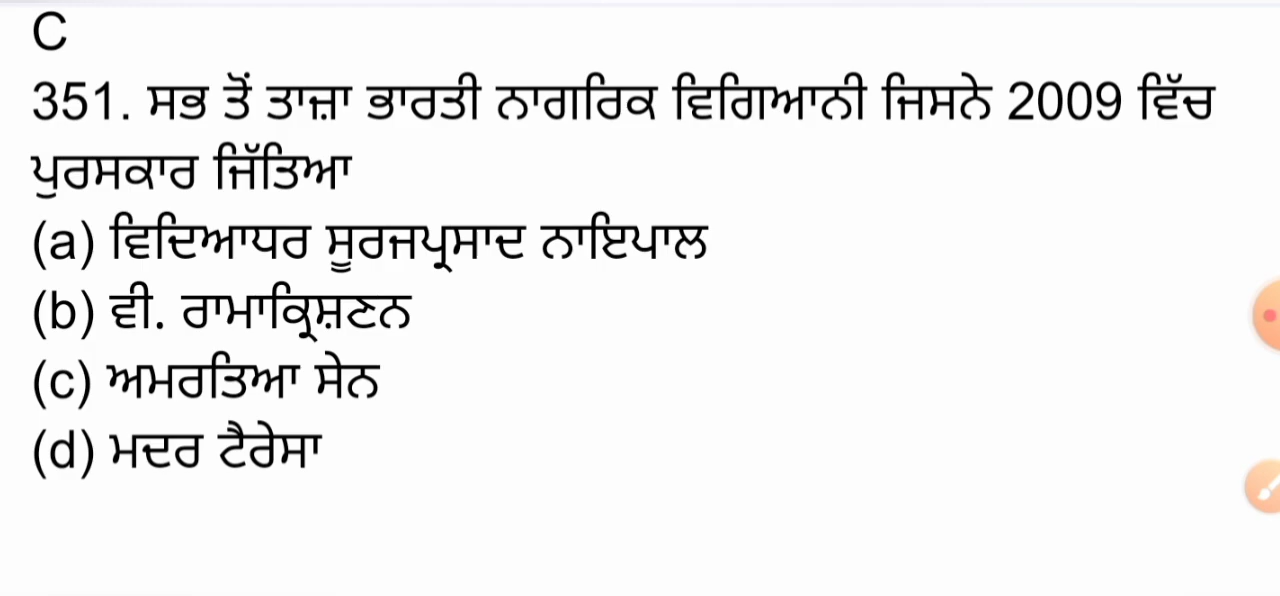 C
351. ਸਭ ਤੋਂ ਤਾਜ਼ਾ ਭਾਰਤੀ ਨਾਗਰਿਕ ਵਿਗਿਆਨੀ ਜਿਸਨੇ 2009 ਵਿੱਚ
ਪੁਰਸਕਾਰ ਜਿੱਤਿਆ
(a) ਵਿਦਿਆਧਰ ਸੂਰਜਪ੍ਰਸਾਦ ਨਾਇਪਾਲ
(b) ਵੀ. ਰਾਮਾਕ੍ਰਿਸ਼ਣਨ
(c) ਅਮਰਤਿਆ ਸੇਨ
(d) ਮਦਰ ਟੈਰੇਸਾ